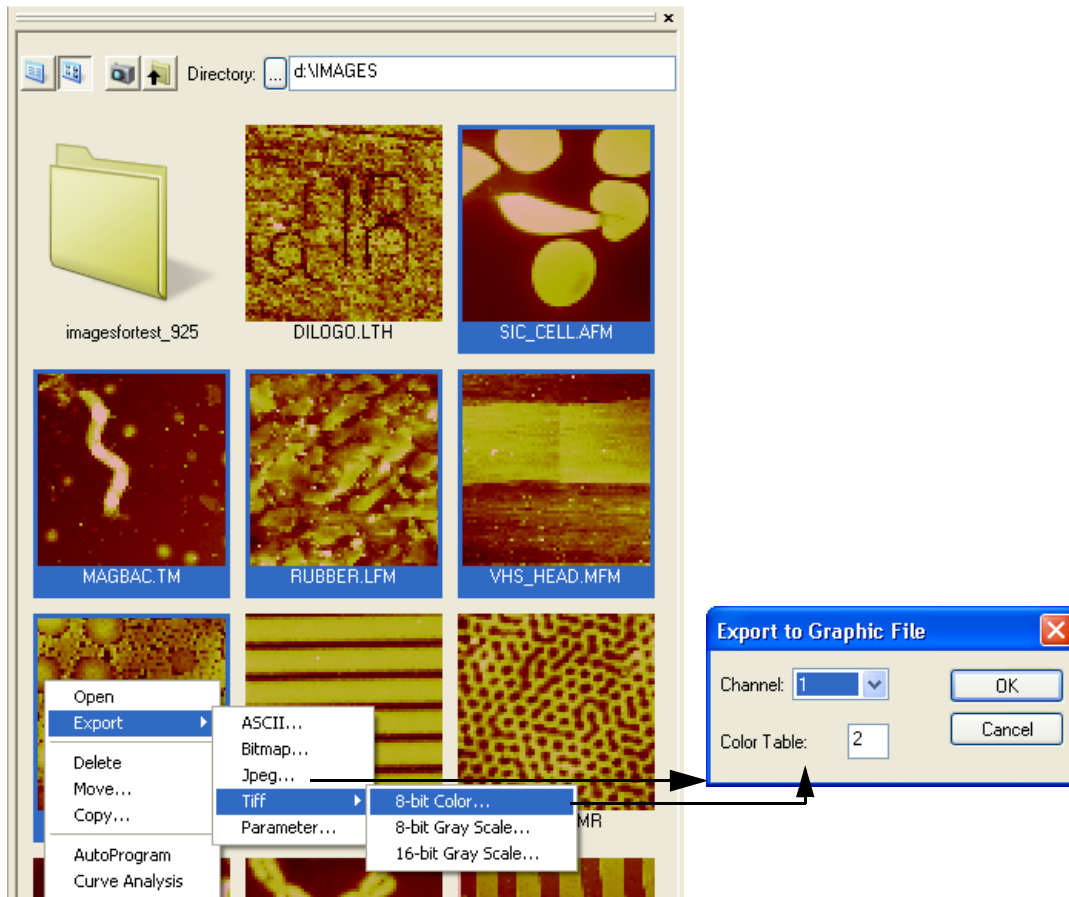 x
Directory: ... d:\IMAGES
imagesfortest_925
DILOGO.LTH
SIC_CELL.AFM
MAGBAC.TM
RUBBER.LFM
VHS_HEAD.MFM
Open
Export
Delete
Move...
Copy...
AutoProgram
Curve Analysis
ASCII...
Bitmap...
Jpeg...
Tiff
Parameter...
8-bit Color...
8-bit Gray Scale...
16-bit Gray Scale...
MR
Export to Graphic File
Channel: 1
OK
Color Table: 2
Cancel